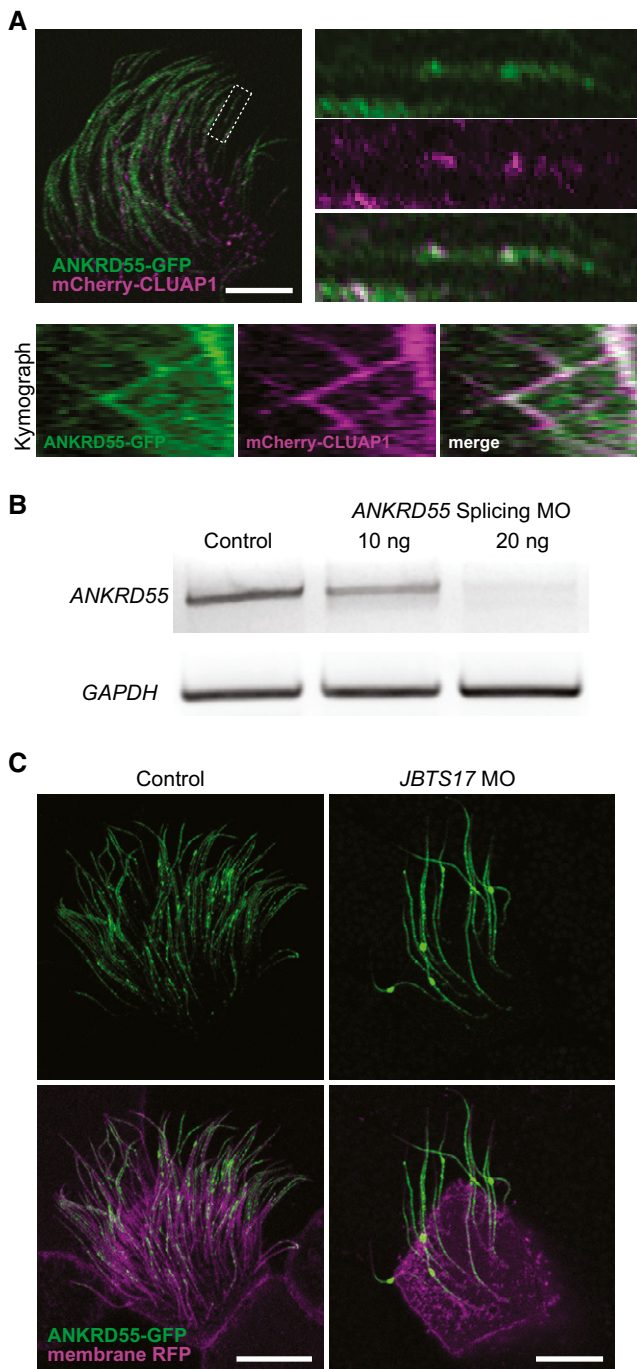 A
ANKRD55-GFP
mCherry-CLUAP1
Kymograph
ANKRD55-GFP
mCherry-CLUAP1
merge
B
ANKRD55 Splicing MO
Control
10 ng
20 ng
ANKRD55
GAPDH
C
Control
JBTS17 MO
ANKRD55-GFP
membrane RFP